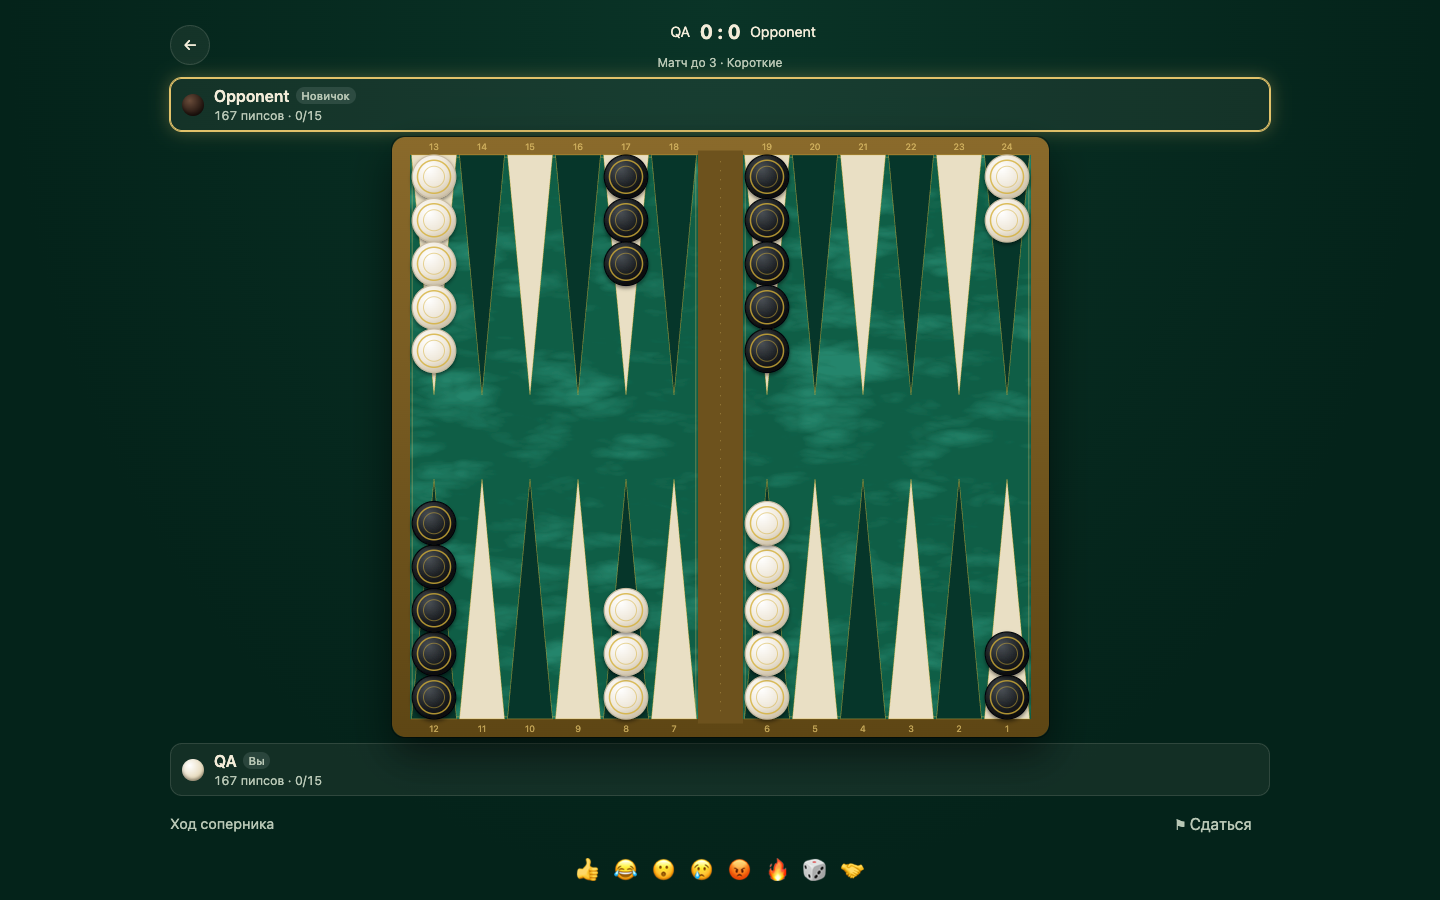 QA 0 : 0 Opponent
Матч до 3 · Короткие
Opponent Новичок
167 пипсов · 0/15
13 14 15 16 17 18 19 20 21 22 23 24
12 11 10 9 8 7 6 5 4 3 2 1
QA Вы
167 пипсов · 0/15
Ход соперника
⚑ Сдаться